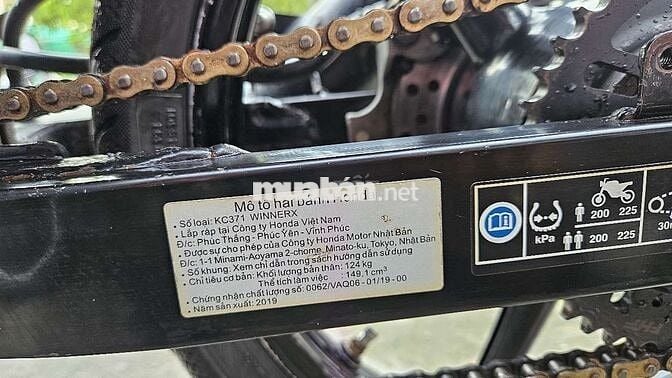 Mô tô hai bánh
muaban.net
• Số loại: KC371 WINNERX
• Lắp ráp tại Công ty Honda Việt Nam
Đ/c: Phúc Thắng - Phúc Yên - Vĩnh Phúc
• Được sự cho phép của Công ty Honda Motor Nhật Bản
Đ/c: 1-1 Minami-Aoyama 2-chome, Minato-ku, Tokyo, Nhật Bản
• Số khung: Xem chỉ dẫn trong sách hướng dẫn sử dụng
• Chỉ tiêu cơ bản: Khối lượng bản thân: 124 kg
Thể tích làm việc : 149,1 cm³
• Chứng nhận chất lượng số: 0062/VAQ06 - 01/19 - 00
• Năm sản xuất: 2019
200 225
kPa 200 225